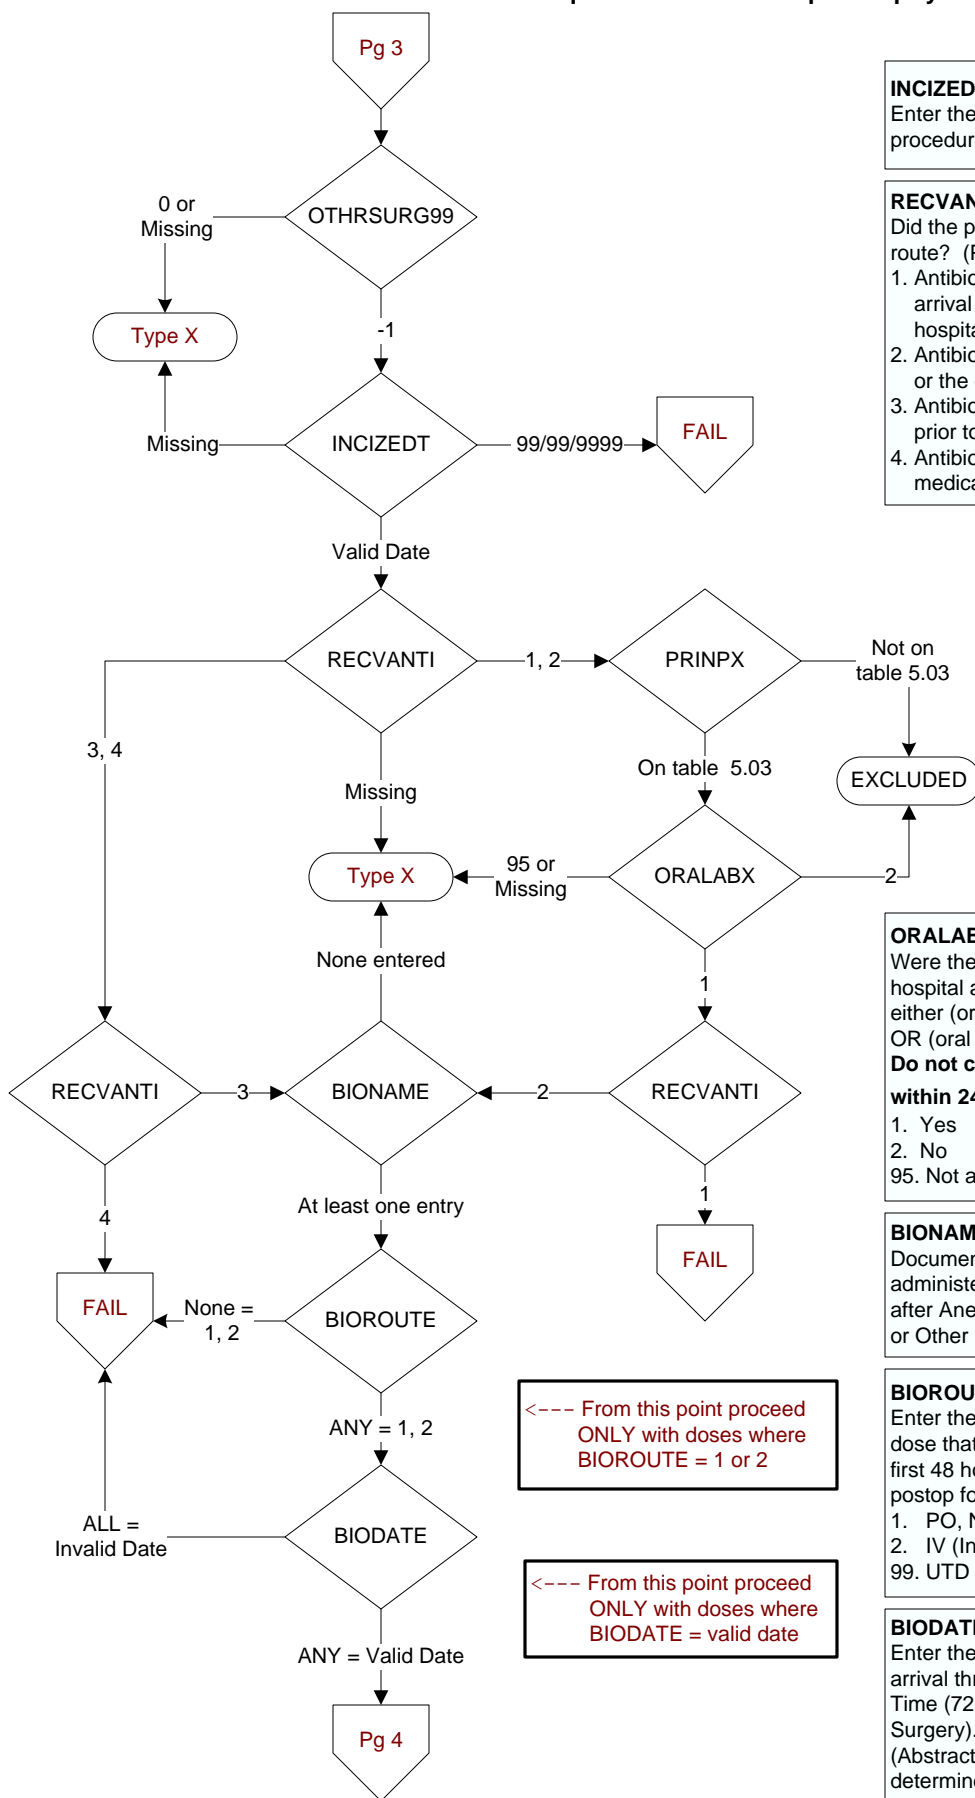 Pg 3
OTHRSURG99
0 or
Missing
Type X
-1
INCIZEDT
Missing
99/99/9999
FAIL
Valid Date
RECVANTI
1, 2
PRINPX
Not on
table 5.03
3, 4
On table 5.03
EXCLUDED
Missing
Type X
95 or
Missing
ORALABX
2
None entered
1
RECVANTI
3
BIONAME
2
RECVANTI
4
At least one entry
1
FAIL
FAIL
None =
1, 2
BIOROUTE
ANY = 1, 2
<--- From this point proceed
ONLY with doses where
BIOROUTE = 1 or 2
BIODATE
ALL =
Invalid Date
<--- From this point proceed
ONLY with doses where
BIODATE = valid date
ANY = Valid Date
Pg 4
INCIZED
Enter the
procedur
RECVAN
Did the p
route? (
1. Antibio
arrival
hospita
2. Antibio
or the
3. Antibio
prior to
4. Antibio
medica
ORALAB
Were the
hospital a
either (or
OR (oral
Do not c
within 24
1. Yes
2. No
95. Not a
BIONAM
Documen
administe
after Ane
or Other
BIOROU
Enter the
dose that
first 48 ho
postop fo
1. PO, N
2. IV (In
99. UTD
BIODATE
Enter the
arrival thr
Time (72
Surgery).
(Abstract
determine